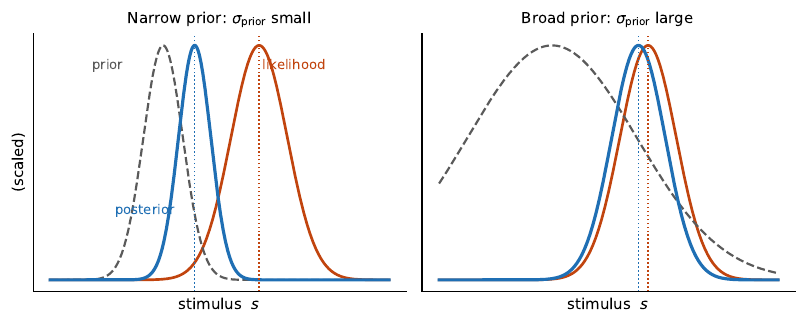 Narrow prior: σprior small
Broad prior: σprior large
prior
likelihood
posterior
(scaled)
stimulus s
stimulus s